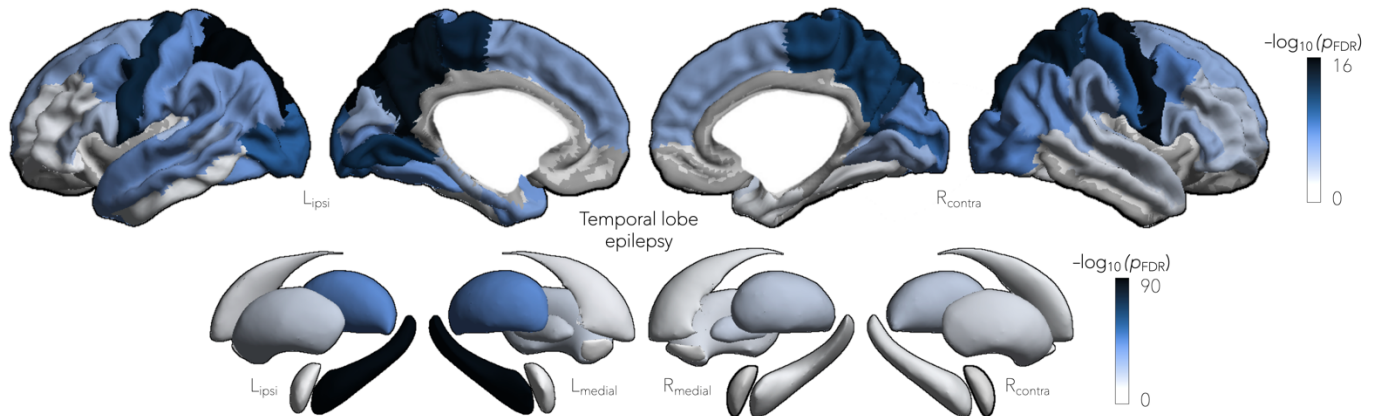 –log10 (pFDR)
16
0
Lipsi
Rcontra
Temporal lobe
epilepsy
–log10 (pFDR)
90
0
Lipsi
Lmedial
Rmedial
Rcontra